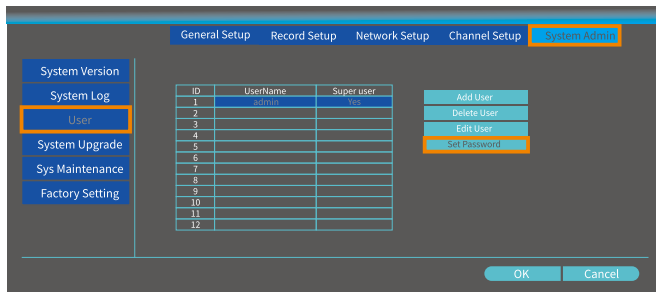 General Setup Record Setup Network Setup Channel Setup System Admin
System Version
System Log
User
System Upgrade
Sys Maintenance
Factory Setting
ID UserName Super user
1 admin Yes
2
3
4
5
6
7
8
9
10
11
12
Add User
Delete User
Edit User
Set Password
OK Cancel